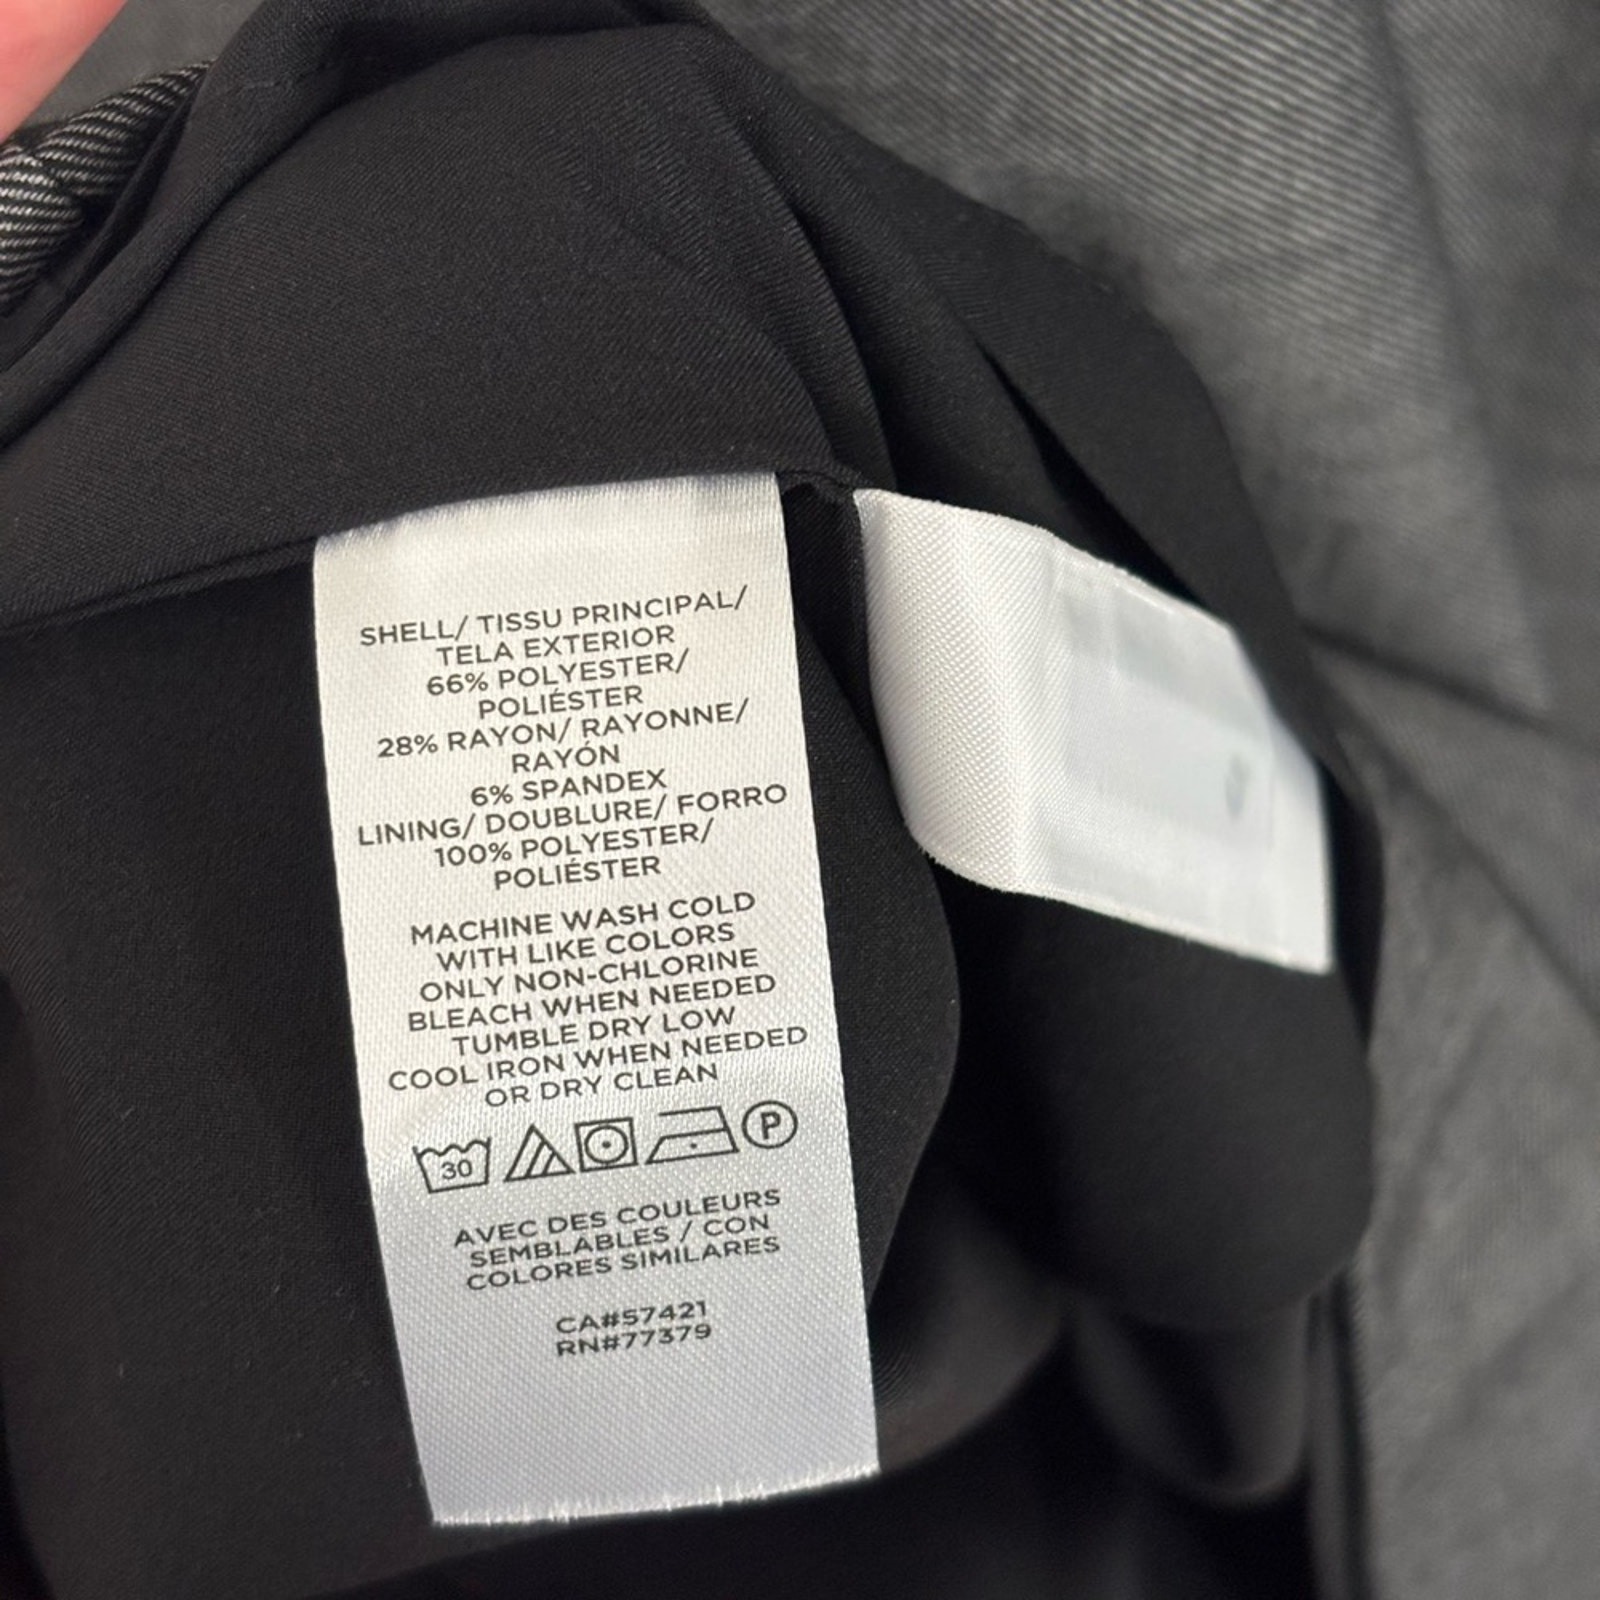 SHELL/ TISSU PRINCIPAL/
TELA EXTERIOR
66% POLYESTER/
POLIÉSTER
28% RAYON/ RAYONNE/
RAYÓN
6% SPANDEX
LINING/ DOUBLURE/ FORRO
100% POLYESTER/
POLIÉSTER
MACHINE WASH COLD
WITH LIKE COLORS
ONLY NON-CHLORINE
BLEACH WHEN NEEDED
TUMBLE DRY LOW
COOL IRON WHEN NEEDED
OR DRY CLEAN
30 P
AVEC DES COULEURS
SEMBLABLES / CON
COLORES SIMILARES
CA#57421
RN#77379